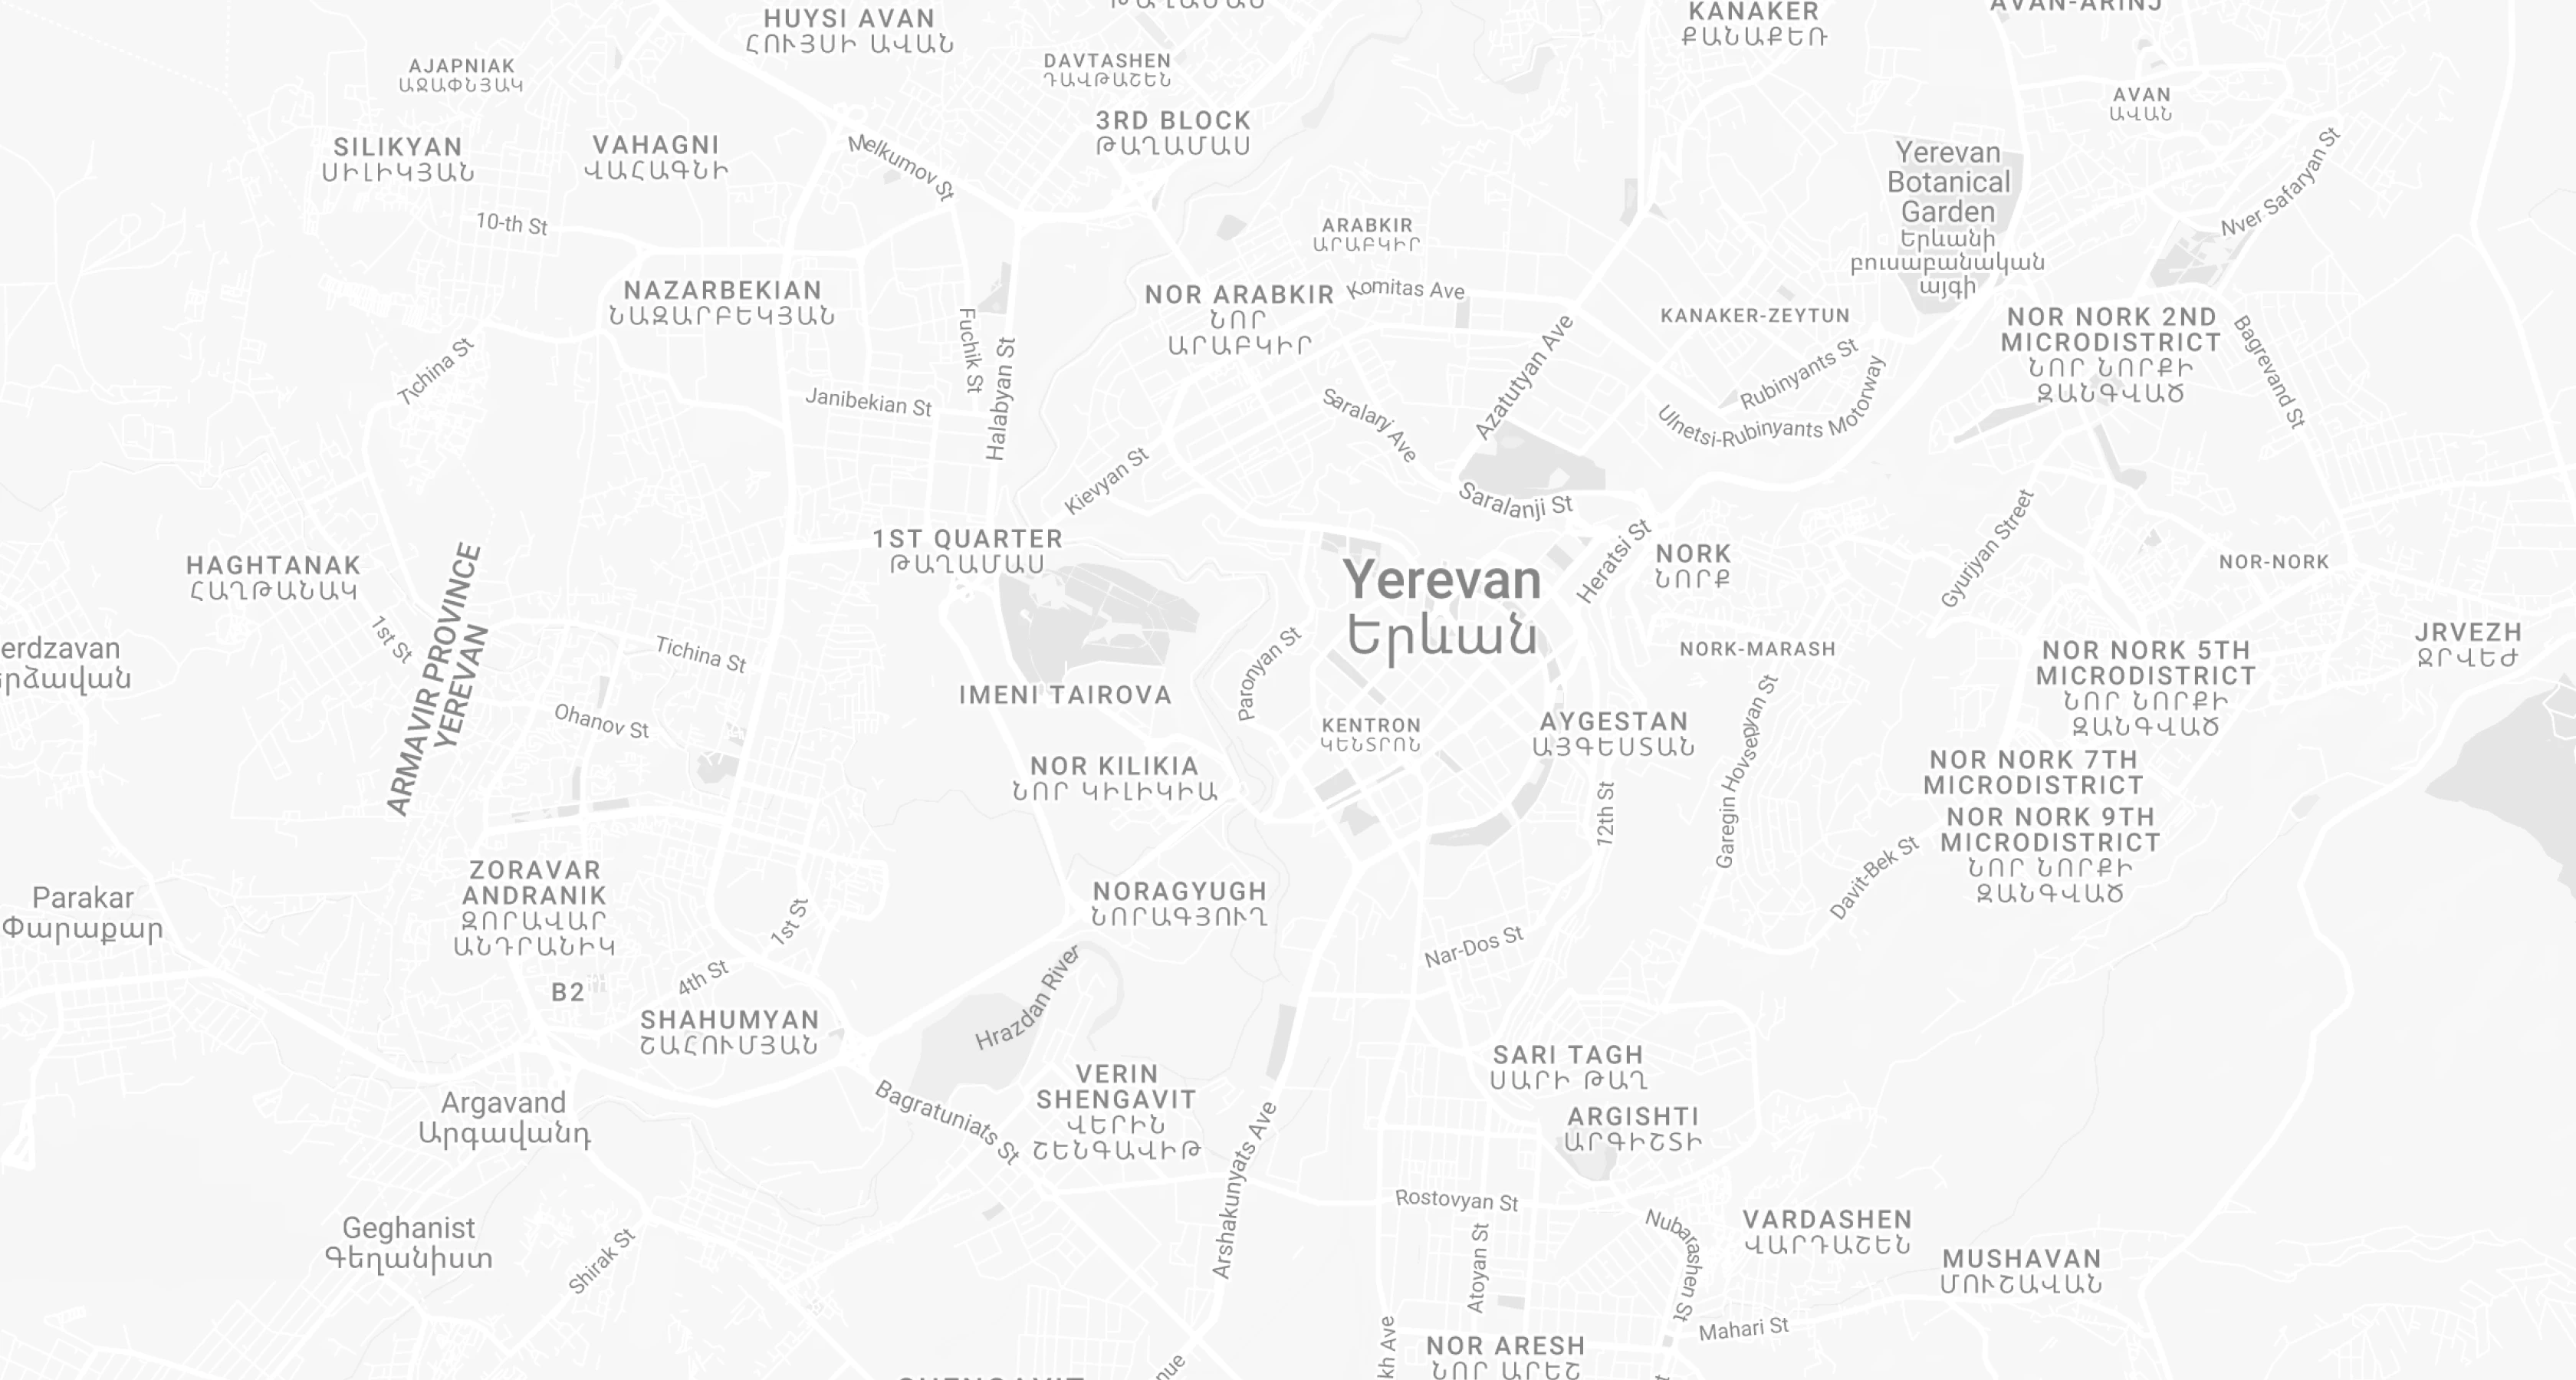 HUYSI AVAN
ՀՈՒՅՍԻ ԱՎԱՆ
KANAKER
ՔԱՆԱՔԵՌ
AVAN-ARINJ
AJAPNIAK
ԱՋԱՓՆՅԱԿ
DAVTASHEN
ԴԱՎԹԱՇԵՆ
AVAN
ԱՎԱՆ
3RD BLOCK
ԹԱՂԱՄԱՍ
SILIKYAN
ՍԻԼԻԿՅԱՆ
VAHAGNI
ՎԱՀԱԳՆԻ
Melkumov St
Yerevan
Botanical
Garden
Երևանի
բուսաբանական
այգի
Nver Safaryan St
10-th St
ARABKIR
ԱՐԱԲԿԻՐ
NAZARBEKIAN
ՆԱԶԱՐԲԵԿՅԱՆ
NOR ARABKIR
ՆՈՐ
ԱՐԱԲԿԻՐ
Komitas Ave
KANAKER-ZEYTUN
NOR NORK 2ND
MICRODISTRICT
ՆՈՐ ՆՈՐՔԻ
ԶԱՆԳՎԱԾ
Bagrevand St
Tichina St
Fuchik St
Halabyan St
Janibekian St
Saralanj Ave
Azatutyan Ave
Rubinyants St
Ulnetsi-Rubinyants Motorway
Kievyan St
Saralanji St
1ST QUARTER
ԹԱՂԱՄԱՍ
HAGHTANAK
ՀԱՂԹԱՆԱԿ
Yerevan
Երևան
Heratsi St
NORK
ՆՈՐՔ
Gyurjyan Street
NOR-NORK
ARMAVIR PROVINCE
YEREVAN
1st St
Tichina St
erdzavan
րձավան
Paronyan St
NORK-MARASH
NOR NORK 5TH
MICRODISTRICT
ՆՈՐ ՆՈՐՔԻ
ԶԱՆԳՎԱԾ
JRVEZH
ՋՐՎԵԺ
IMENI TAIROVA
Ohanov St
KENTRON
ԿԵՆՏՐՈՆ
AYGESTAN
ԱՅԳԵՍՏԱՆ
Garegin Hovsepyan St
NOR KILIKIA
ՆՈՐ ԿԻԼԻԿԻԱ
12th St
NOR NORK 7TH
MICRODISTRICT
NOR NORK 9TH
MICRODISTRICT
ՆՈՐ ՆՈՐՔԻ
ԶԱՆԳՎԱԾ
Davit-Bek St
ZORAVAR
ANDRANIK
ԶՈՐԱՎԱՐ
ԱՆԴՐԱՆԻԿ
Parakar
Փարաքար
1st St
NORAGYUGH
ՆՈՐԱԳՅՈՒՂ
Nar-Dos St
B2
4th St
Hrazdan River
SHAHUMYAN
ՇԱՀՈՒՄՅԱՆ
SARI TAGH
ՍԱՐԻ ԹԱՂ
VERIN
SHENGAVIT
ՎԵՐԻՆ
ՇԵՆԳԱՎԻԹ
Argavand
Արգավանդ
Bagratuniats St
Arshakunyats Ave
ARGISHTI
ԱՐԳԻՇՏԻ
Rostovyan St
Geghanist
Գեղանիստ
Shirak St
Atoyan St
Nubarashen St
VARDASHEN
ՎԱՐԴԱՇԵՆ
MUSHAVAN
ՄՈՒՇԱՎԱՆ
Mahari St
NOR ARESH
ՆՈՐ ԱՐԵՇ
kh Ave
nue